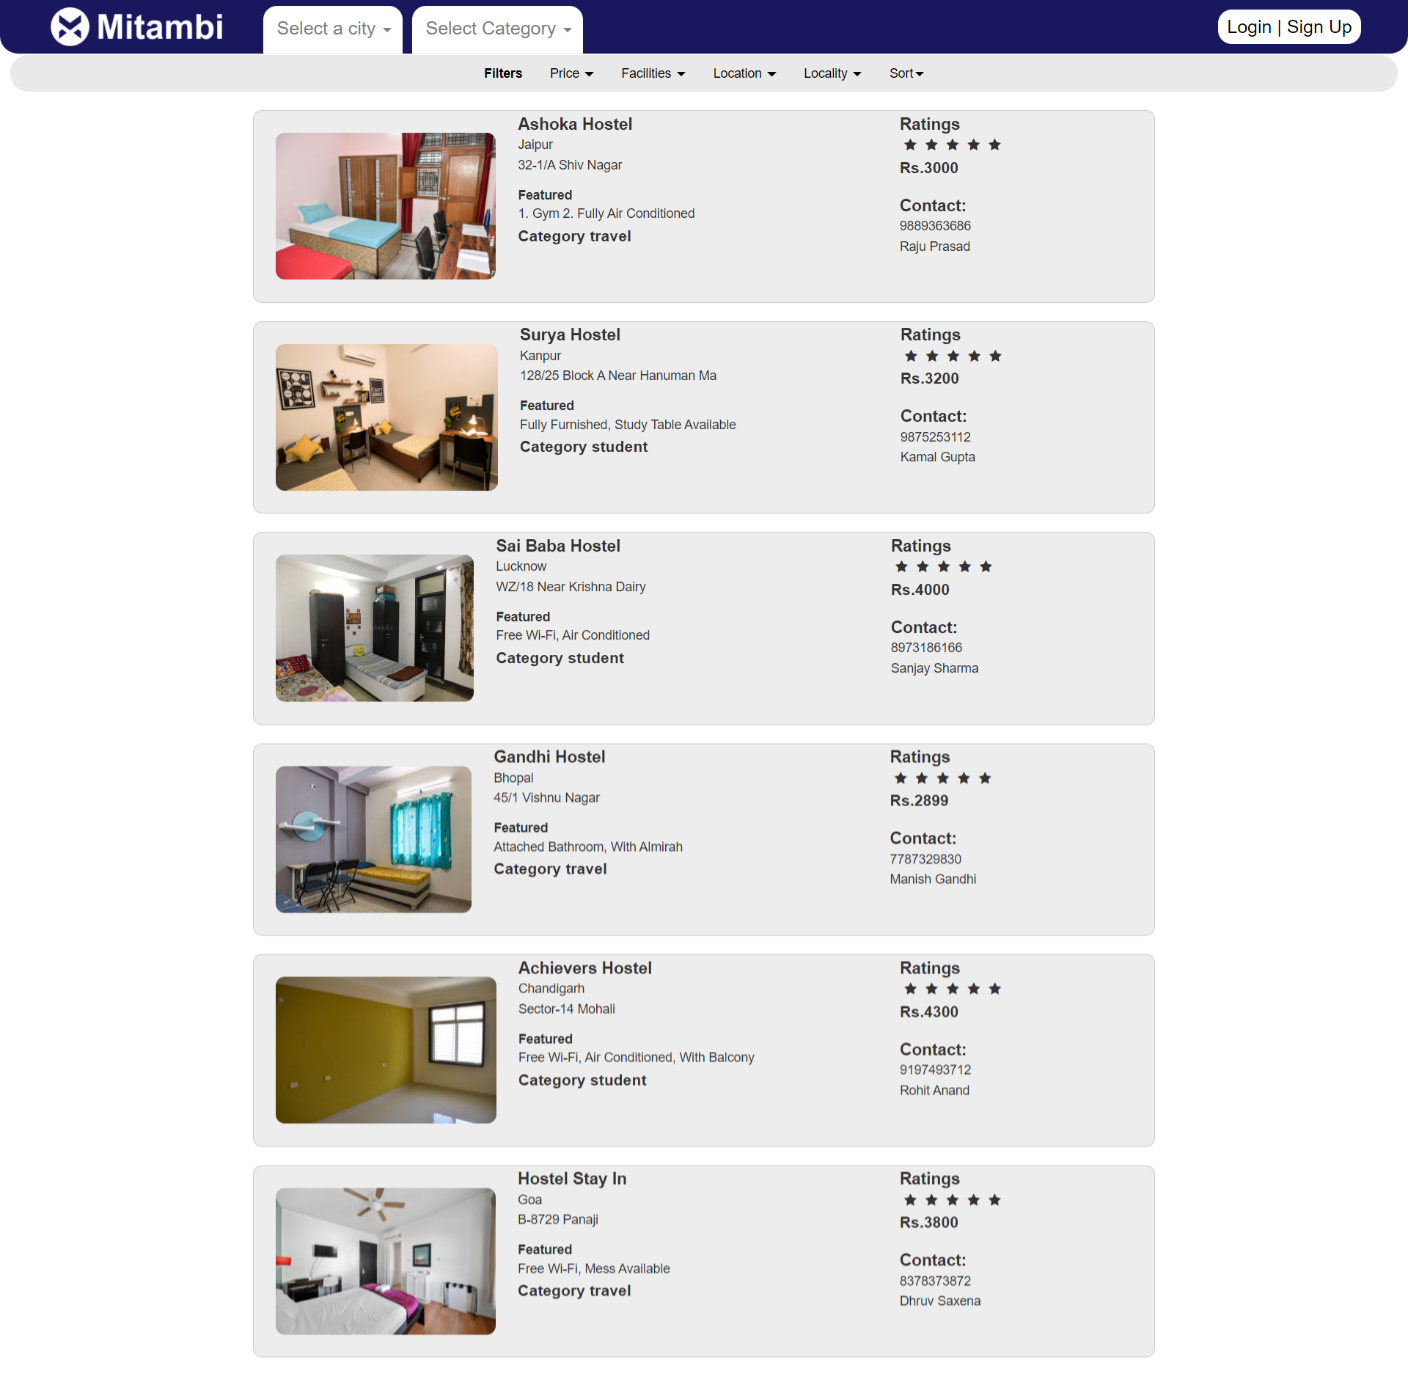 Mitambi
Select a city
Select Category
Login | Sign Up
Filters Price Facilities Location Locality Sort
Ashoka Hostel
Jaipur
32-1/A Shiv Nagar
Featured
1. Gym 2. Fully Air Conditioned
Category travel
Ratings
Rs.3000
Contact:
9889363686
Raju Prasad
Surya Hostel
Kanpur
128/25 Block A Near Hanuman Ma
Featured
Fully Furnished, Study Table Available
Category student
Ratings
Rs.3200
Contact:
9875253112
Kamal Gupta
Sai Baba Hostel
Lucknow
WZ/18 Near Krishna Dairy
Featured
Free Wi-Fi, Air Conditioned
Category student
Ratings
Rs.4000
Contact:
8973186166
Sanjay Sharma
Gandhi Hostel
Bhopal
45/1 Vishnu Nagar
Featured
Attached Bathroom, With Almirah
Category travel
Ratings
Rs.2899
Contact:
7787329830
Manish Gandhi
Achievers Hostel
Chandigarh
Sector-14 Mohali
Featured
Free Wi-Fi, Air Conditioned, With Balcony
Category student
Ratings
Rs.4300
Contact:
9197493712
Rohit Anand
Hostel Stay In
Goa
B-8729 Panaji
Featured
Free Wi-Fi, Mess Available
Category travel
Ratings
Rs.3800
Contact:
8378373872
Dhruv Saxena